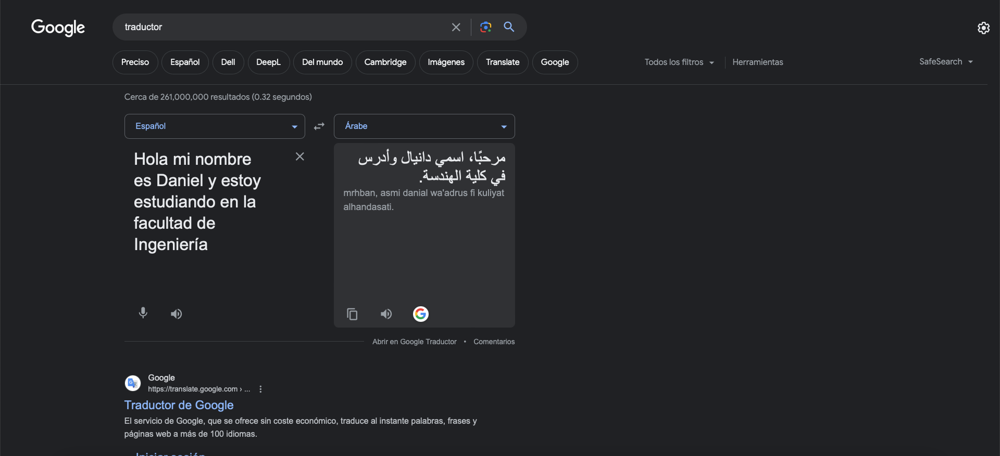 Google
traductor
Preciso
Español
Dell
DeepL
Del mundo
Cambridge
Imágenes
Translate
Google
Todos los filtros
Herramientas
SafeSearch
Cerca de 261,000,000 resultados (0.32 segundos)
Español
Árabe
Hola mi nombre
es Daniel y estoy
estudiando en la
facultad de
Ingeniería
مرحبًا، اسمي دانيال وأدرس
في كلية الهندسة.
mrhban, asmi danial wa'adrus fi kuliyat
alhandasati.
Abrir en Google Traductor • Comentarios
Google
https://translate.google.com › ...
Traductor de Google
El servicio de Google, que se ofrece sin coste económico, traduce al instante palabras, frases y
páginas web a más de 100 idiomas.
Iniciar sesión